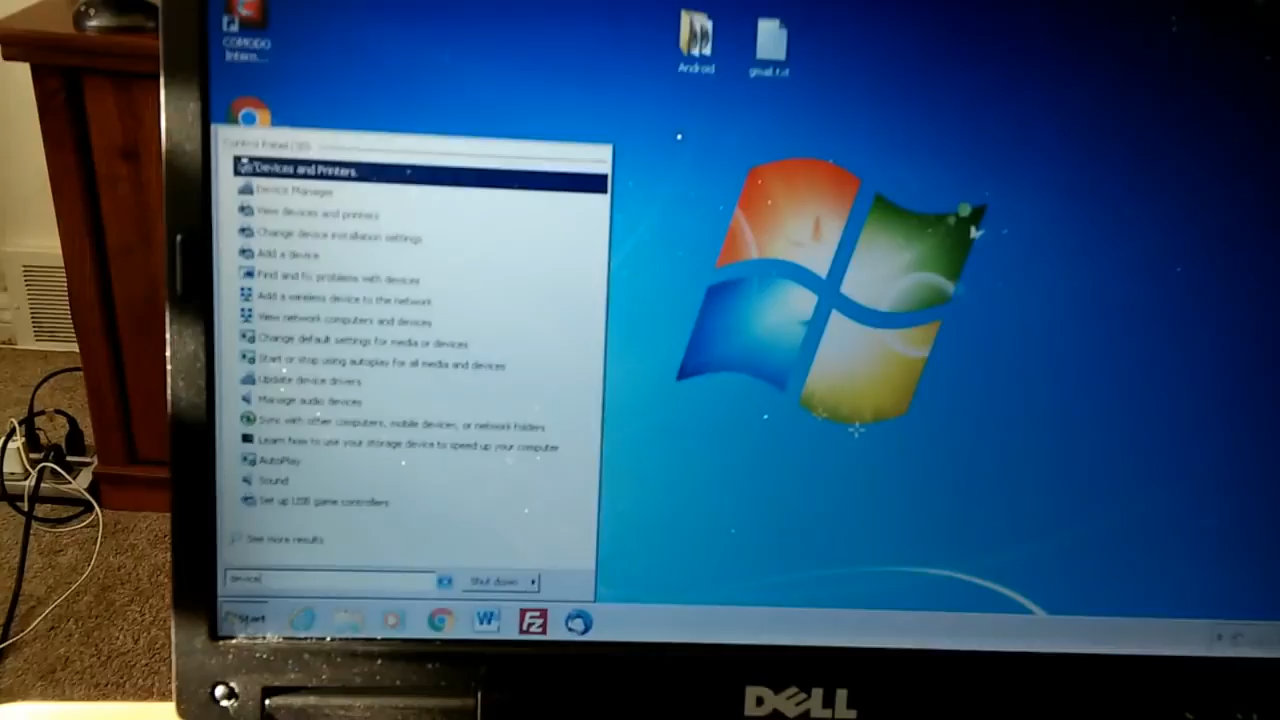 COMODO
Intern...
Android
gmail.txt
Control Panel (30)
Devices and Printers
Device Manager
View devices and printers
Change device installation settings
Add a device
Find and fix problems with devices
Add a wireless device to the network
View network computers and devices
Change default settings for media or devices
Start or stop using autoplay for all media and devices
Update device drivers
Manage audio devices
Sync with other computers, mobile devices, or network folders
Learn how to use your storage device to speed up your computer
AutoPlay
Sound
Set up USB game controllers
See more results
device
Shut down
Start
W
FZ
DELL